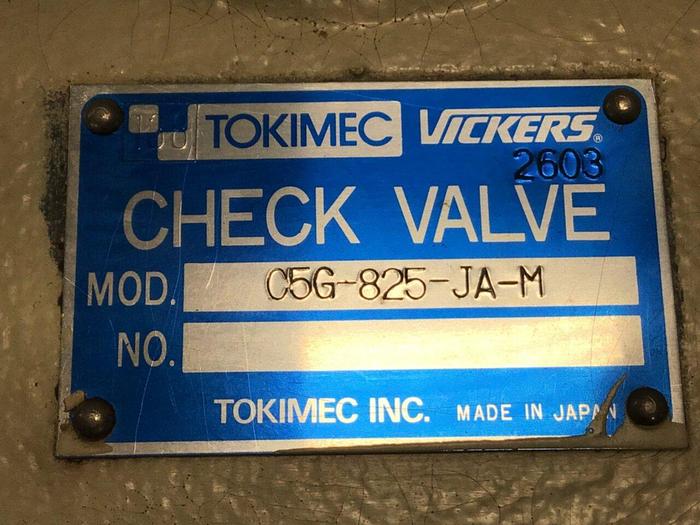 TOKIMEC VICKERS®
2603
CHECK VALVE
MOD. C5G-825-JA-M
NO.
TOKIMEC INC. MADE IN JAPAN